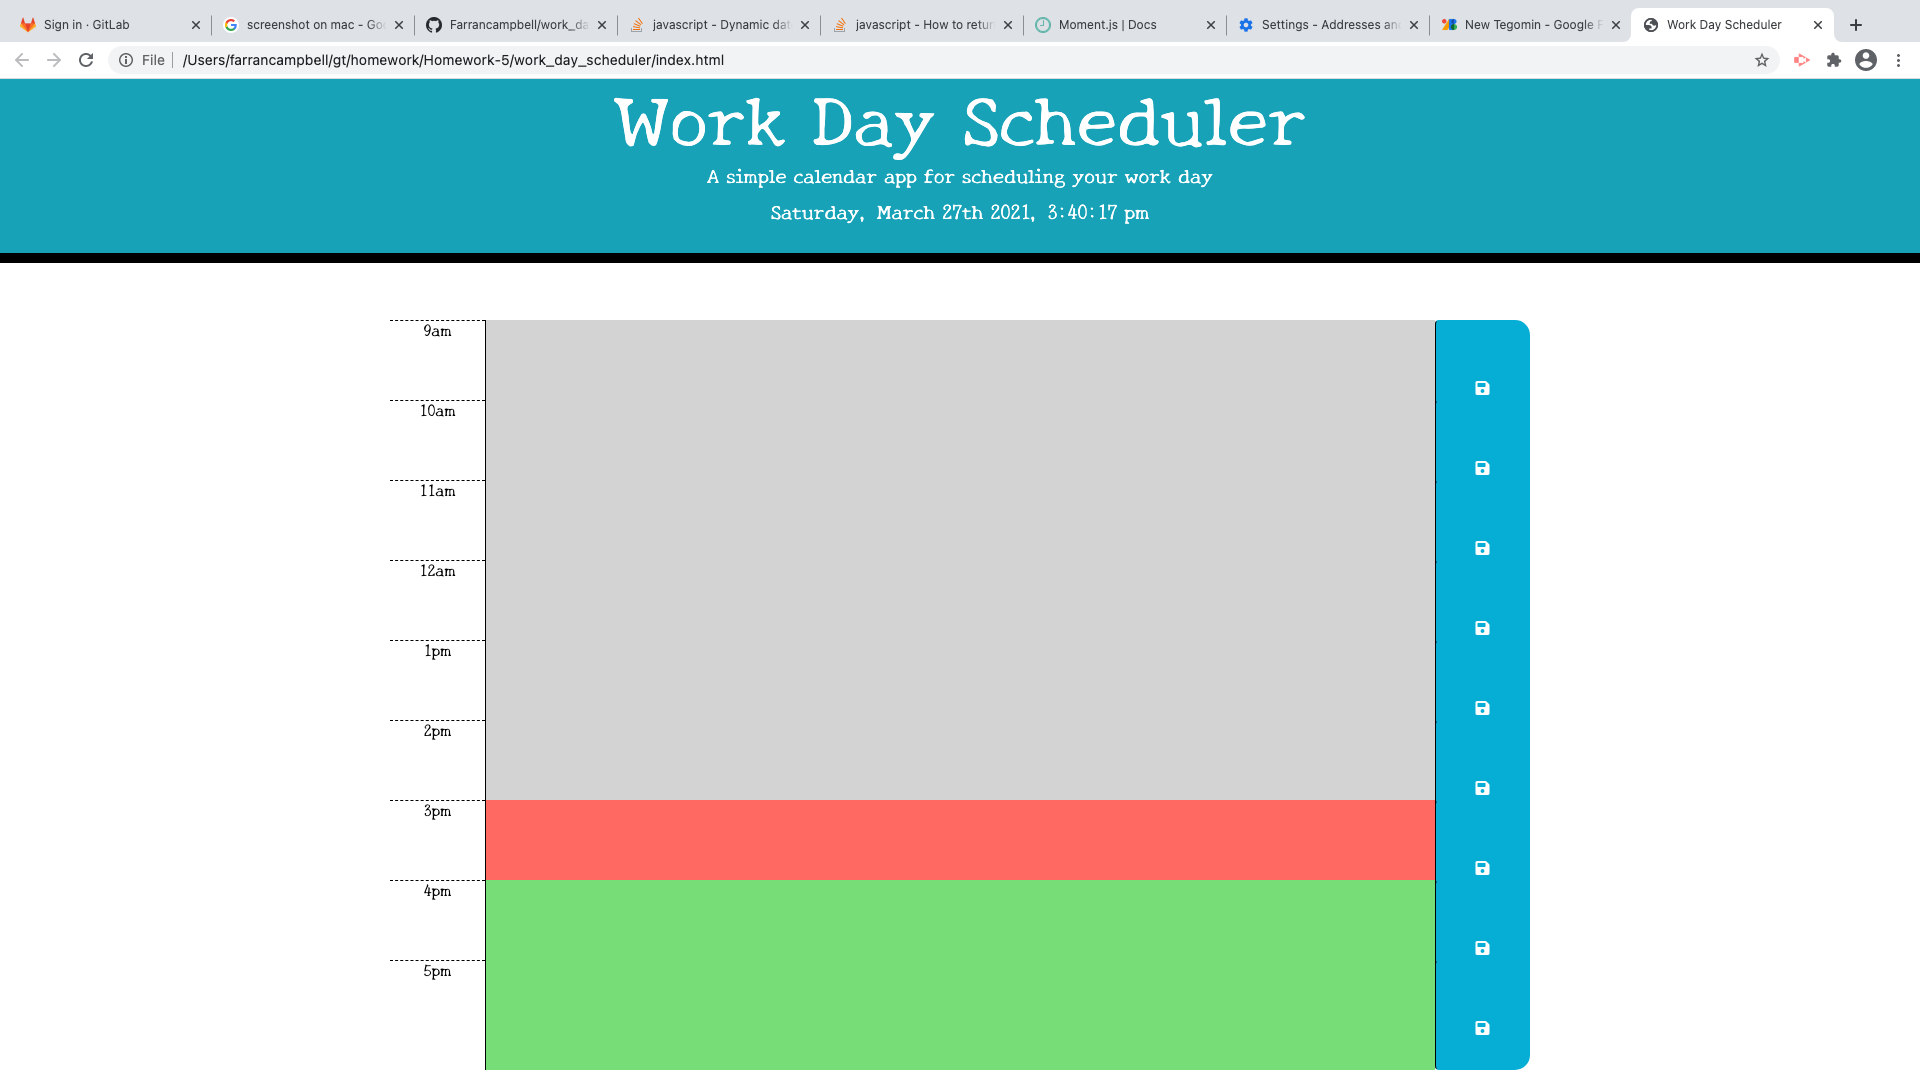 Sign in · GitLab
screenshot on mac - Goo
Farrancampbell/work_da
javascript - Dynamic dat
javascript - How to retur
Moment.js | Docs
Settings - Addresses and
New Tegomin - Google F
Work Day Scheduler
File /Users/farrancampbell/gt/homework/Homework-5/work_day_scheduler/index.html
Work Day Scheduler
A simple calendar app for scheduling your work day
Saturday, March 27th 2021, 3:40:17 pm
9am
10am
11am
12am
1pm
2pm
3pm
4pm
5pm